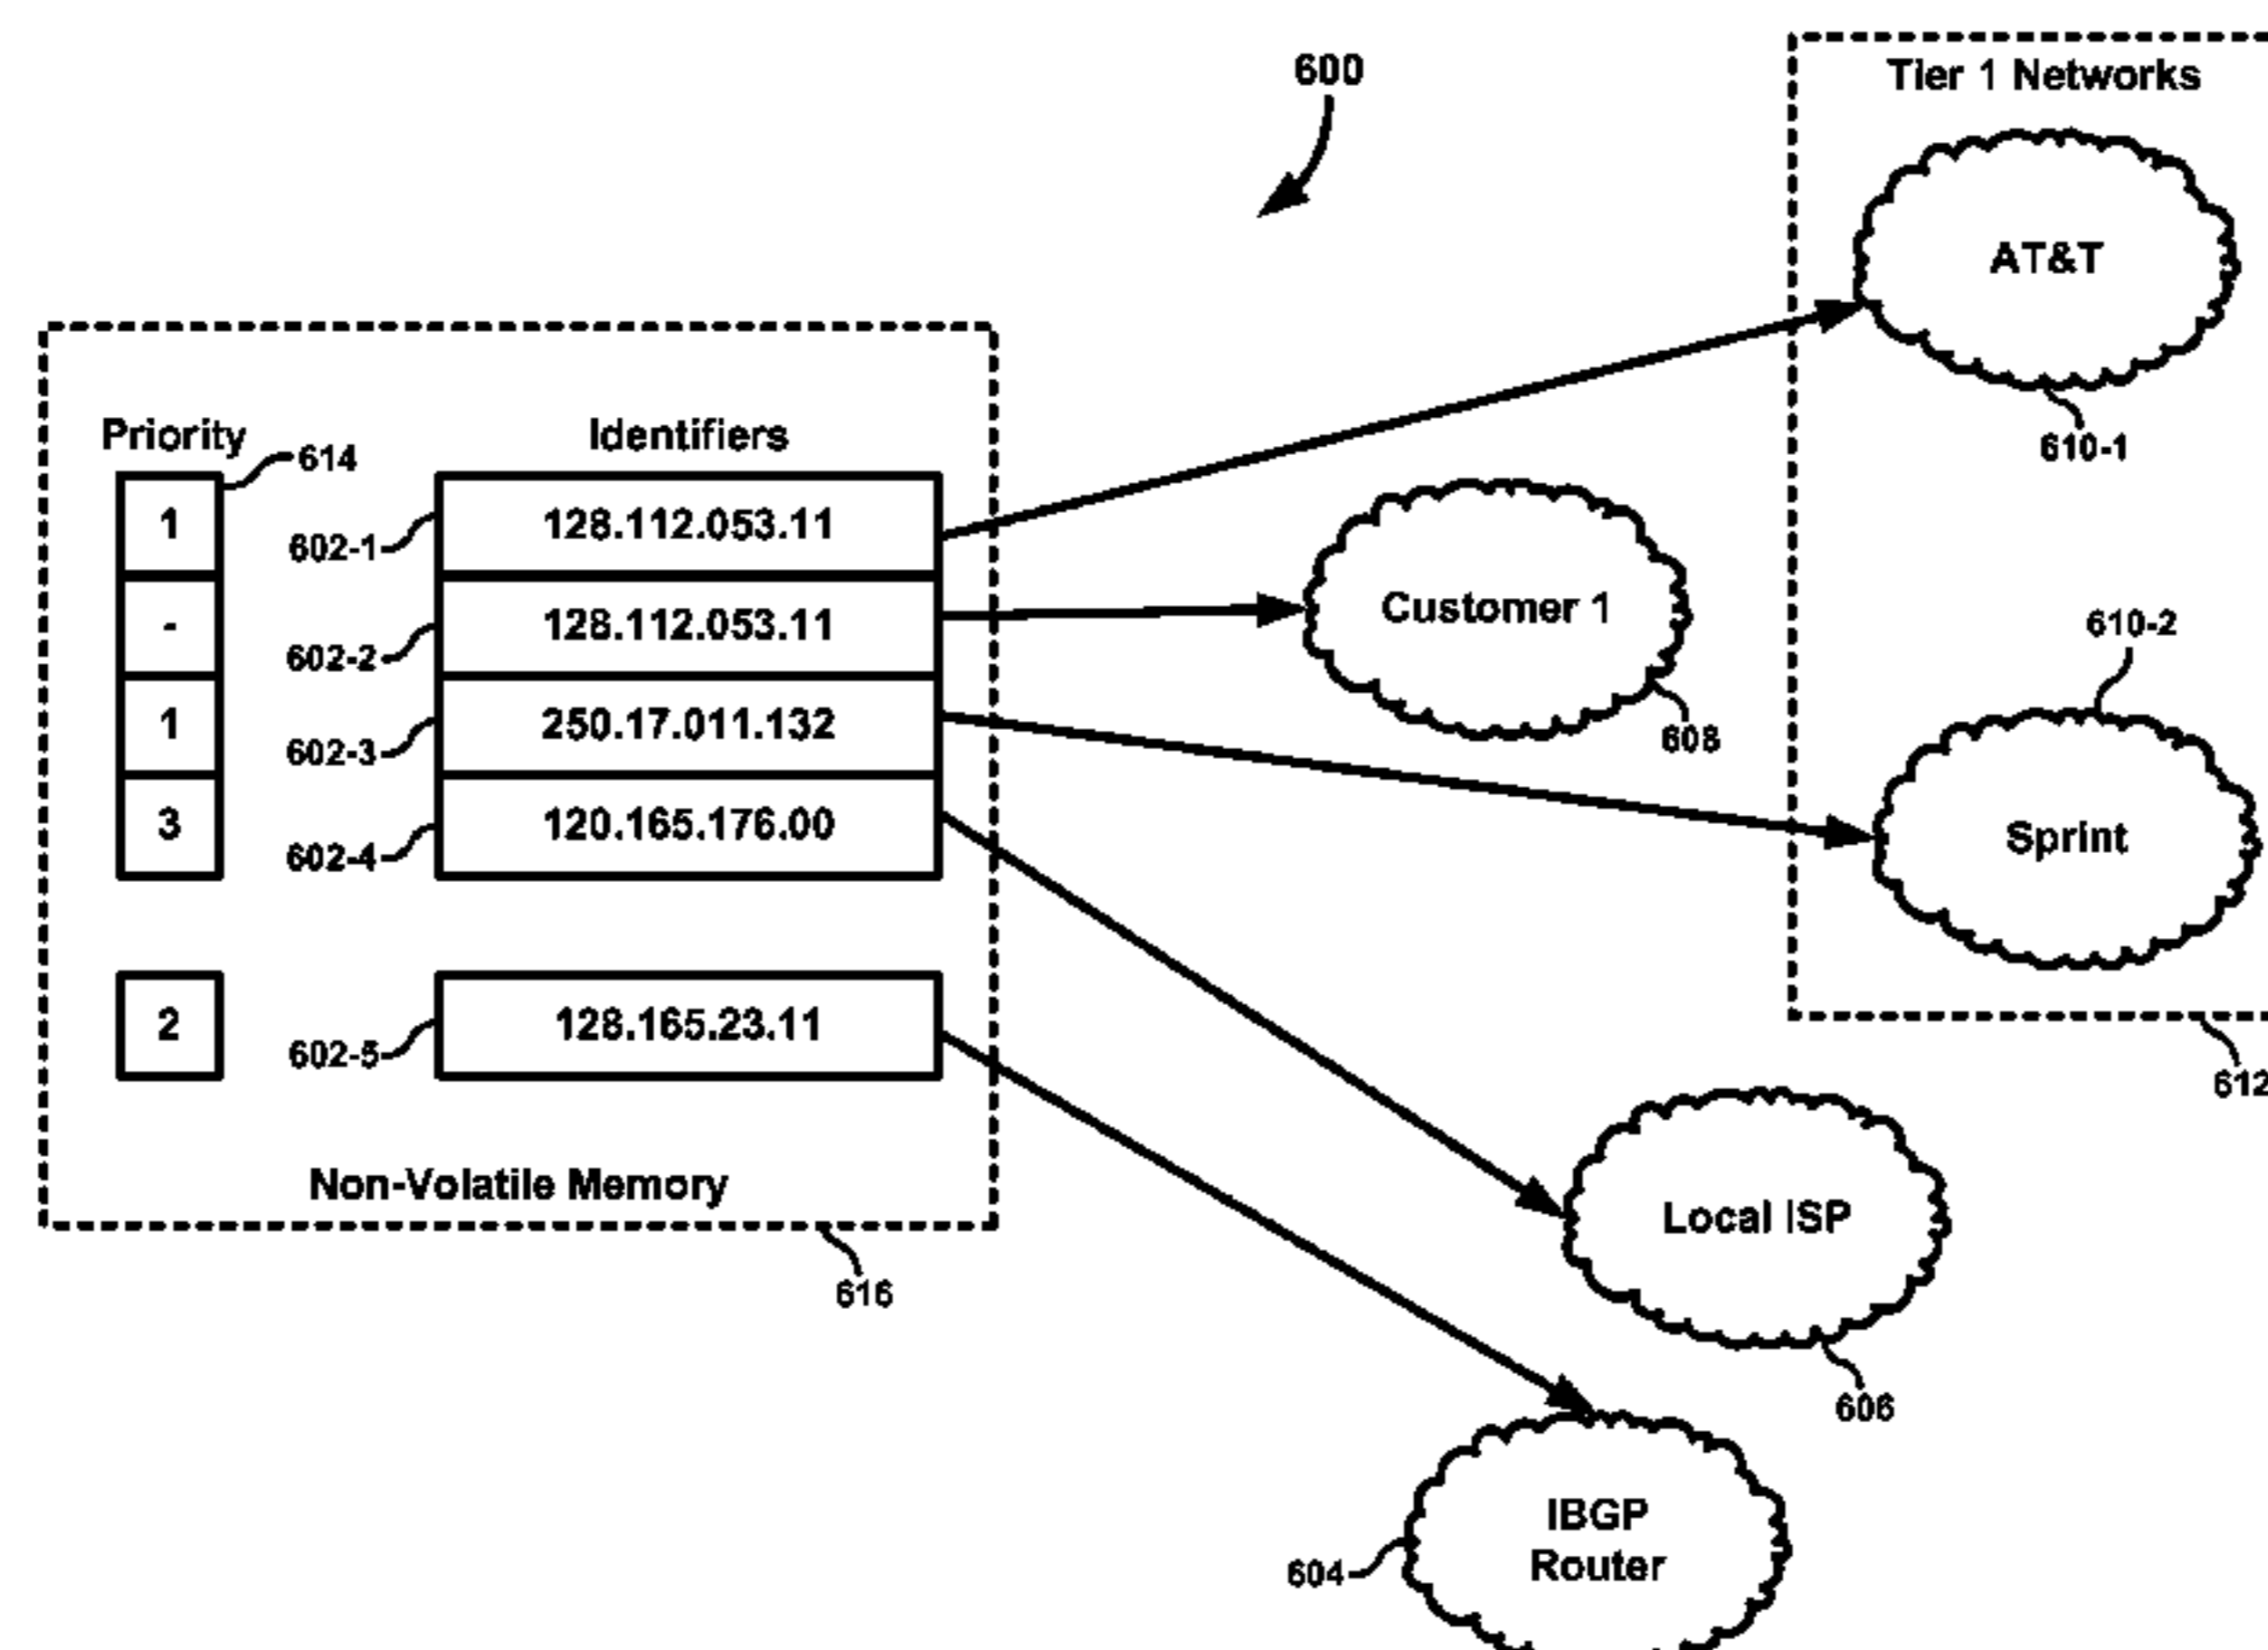 600
Tier 1 Networks
AT&T
610-1
Priority
614
Identifiers
1
602-1
128.112.053.11
-
602-2
128.112.053.11
Customer 1
608
610-2
1
602-3
250.17.011.132
3
602-4
120.165.176.00
Sprint
2
602-5
128.165.23.11
612
Non-Volatile Memory
616
Local ISP
606
IBGP
Router
604